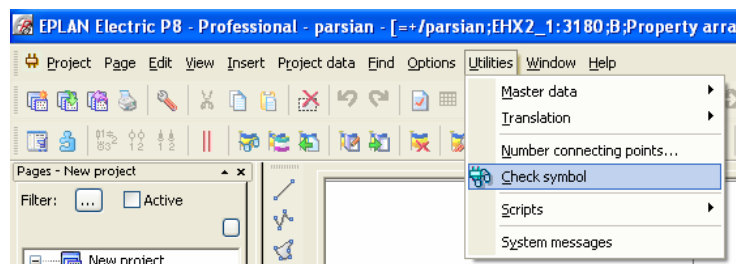 EPLAN Electric P8 - Professional - parsian - [=+/parsian;EHX2_1:3180;B;Property arra
Project Page Edit View Insert Project data Find Options Utilities Window Help
Master data
Translation
Number connecting points...
Pages - New project
Check symbol
Filter: ... Active
Scripts
System messages
New project